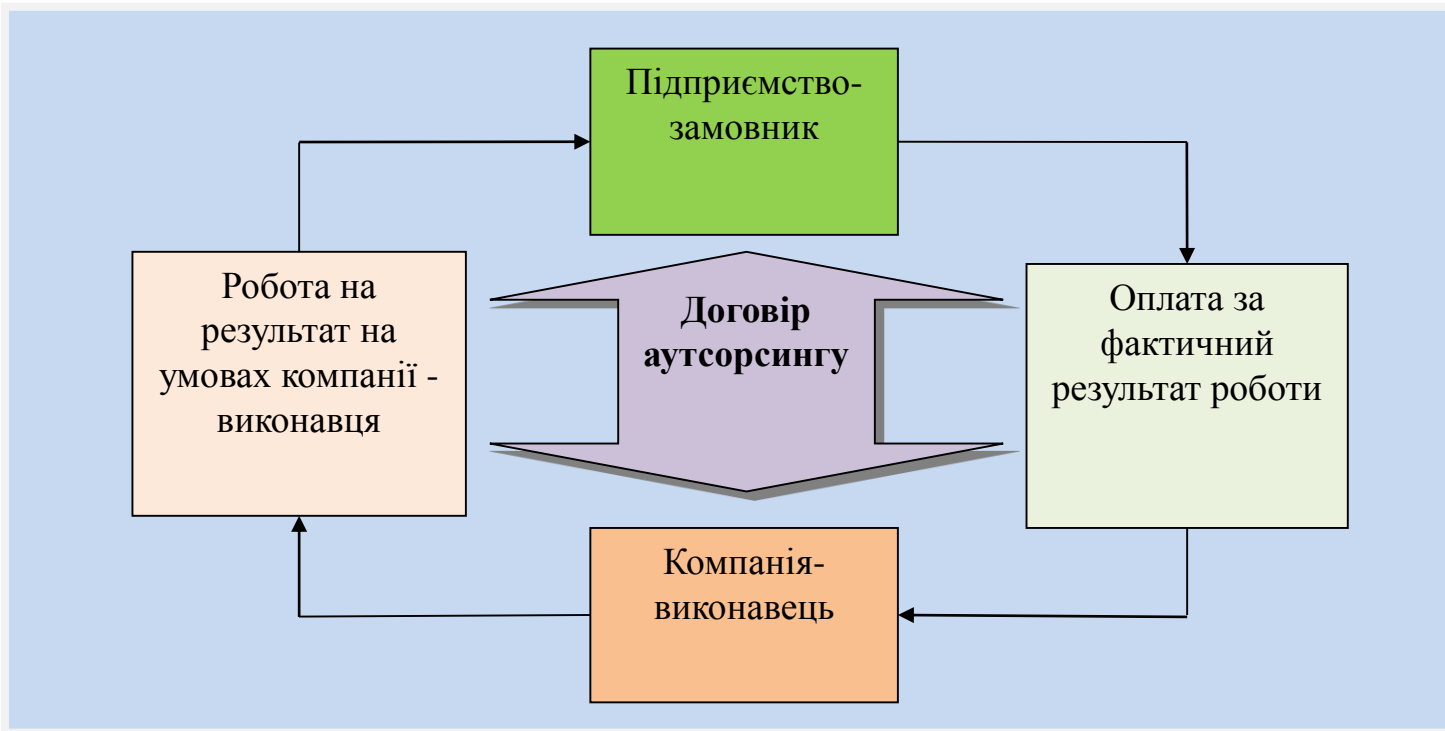 Підприємство-
замовник
Робота на
результат на
умовах компанії -
виконавця
Договір
аутсорсингу
Оплата за
фактичний
результат роботи
Компанія-
виконавець